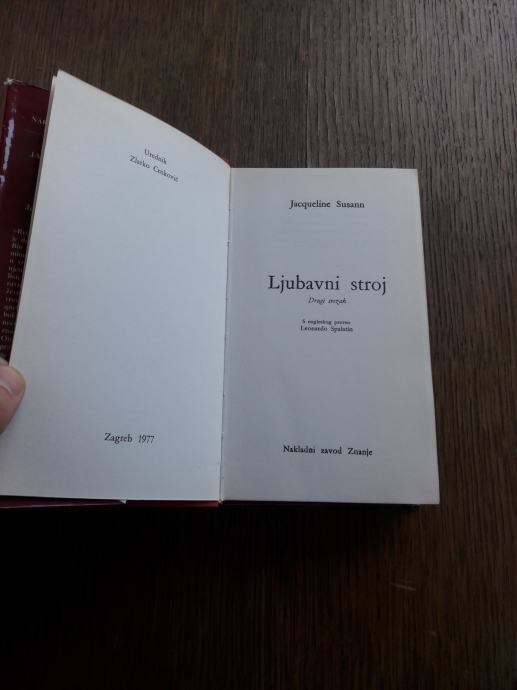 Urednik
Zlatko Crnković
Zagreb 1977
Jacqueline Susann
Ljubavni stroj
Drugi svezak
S engleskog preveo
Leonardo Spalatin
Nakladni zavod Znanje